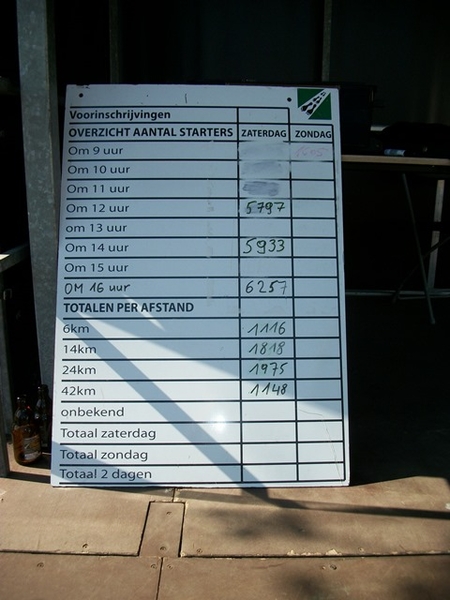 Voorinschrijvingen
OVERZICHT AANTAL STARTERS ZATERDAG ZONDAG
Om 9 uur
Om 10 uur
Om 11 uur
Om 12 uur 5797
om 13 uur
Om 14 uur 5933
Om 15 uur
OM 16 uur 6257
TOTALEN PER AFSTAND
6km 1116
14km 1818
24km 1975
42km 1148
onbekend
Totaal zaterdag
Totaal zondag
Totaal 2 dagen